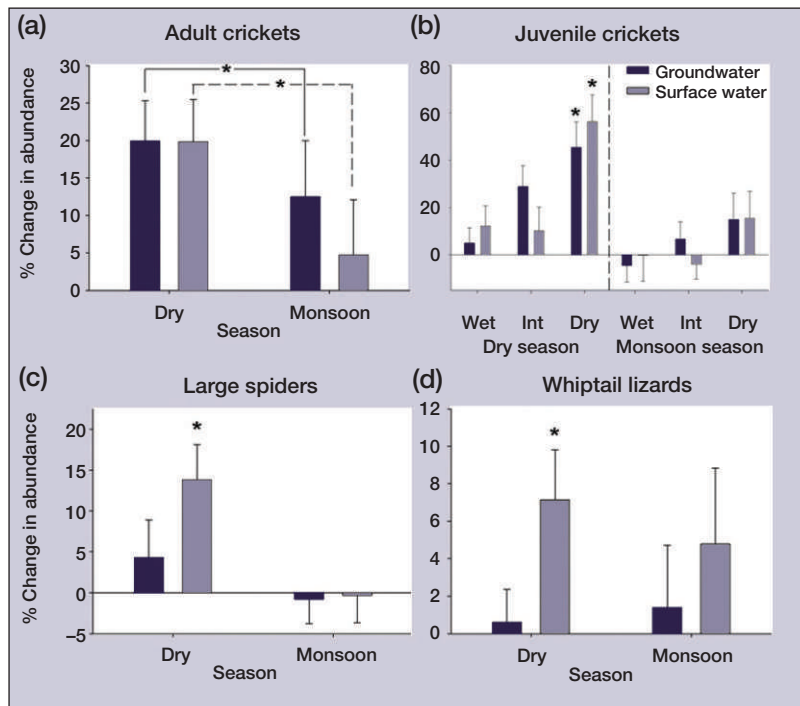 (a)
Adult crickets
% Change in abundance
30
25
20
15
10
5
0
*
*
Dry
Monsoon
Season
(b)
Juvenile crickets
80
60
40
20
0
Groundwater
Surface water
*
*
Wet Int Dry Wet Int Dry
Dry season Monsoon season
(c)
Large spiders
% Change in abundance
20
15
10
5
0
–5
*
Dry
Monsoon
Season
(d)
Whiptail lizards
12
10
8
6
4
2
0
*
Dry
Monsoon
Season